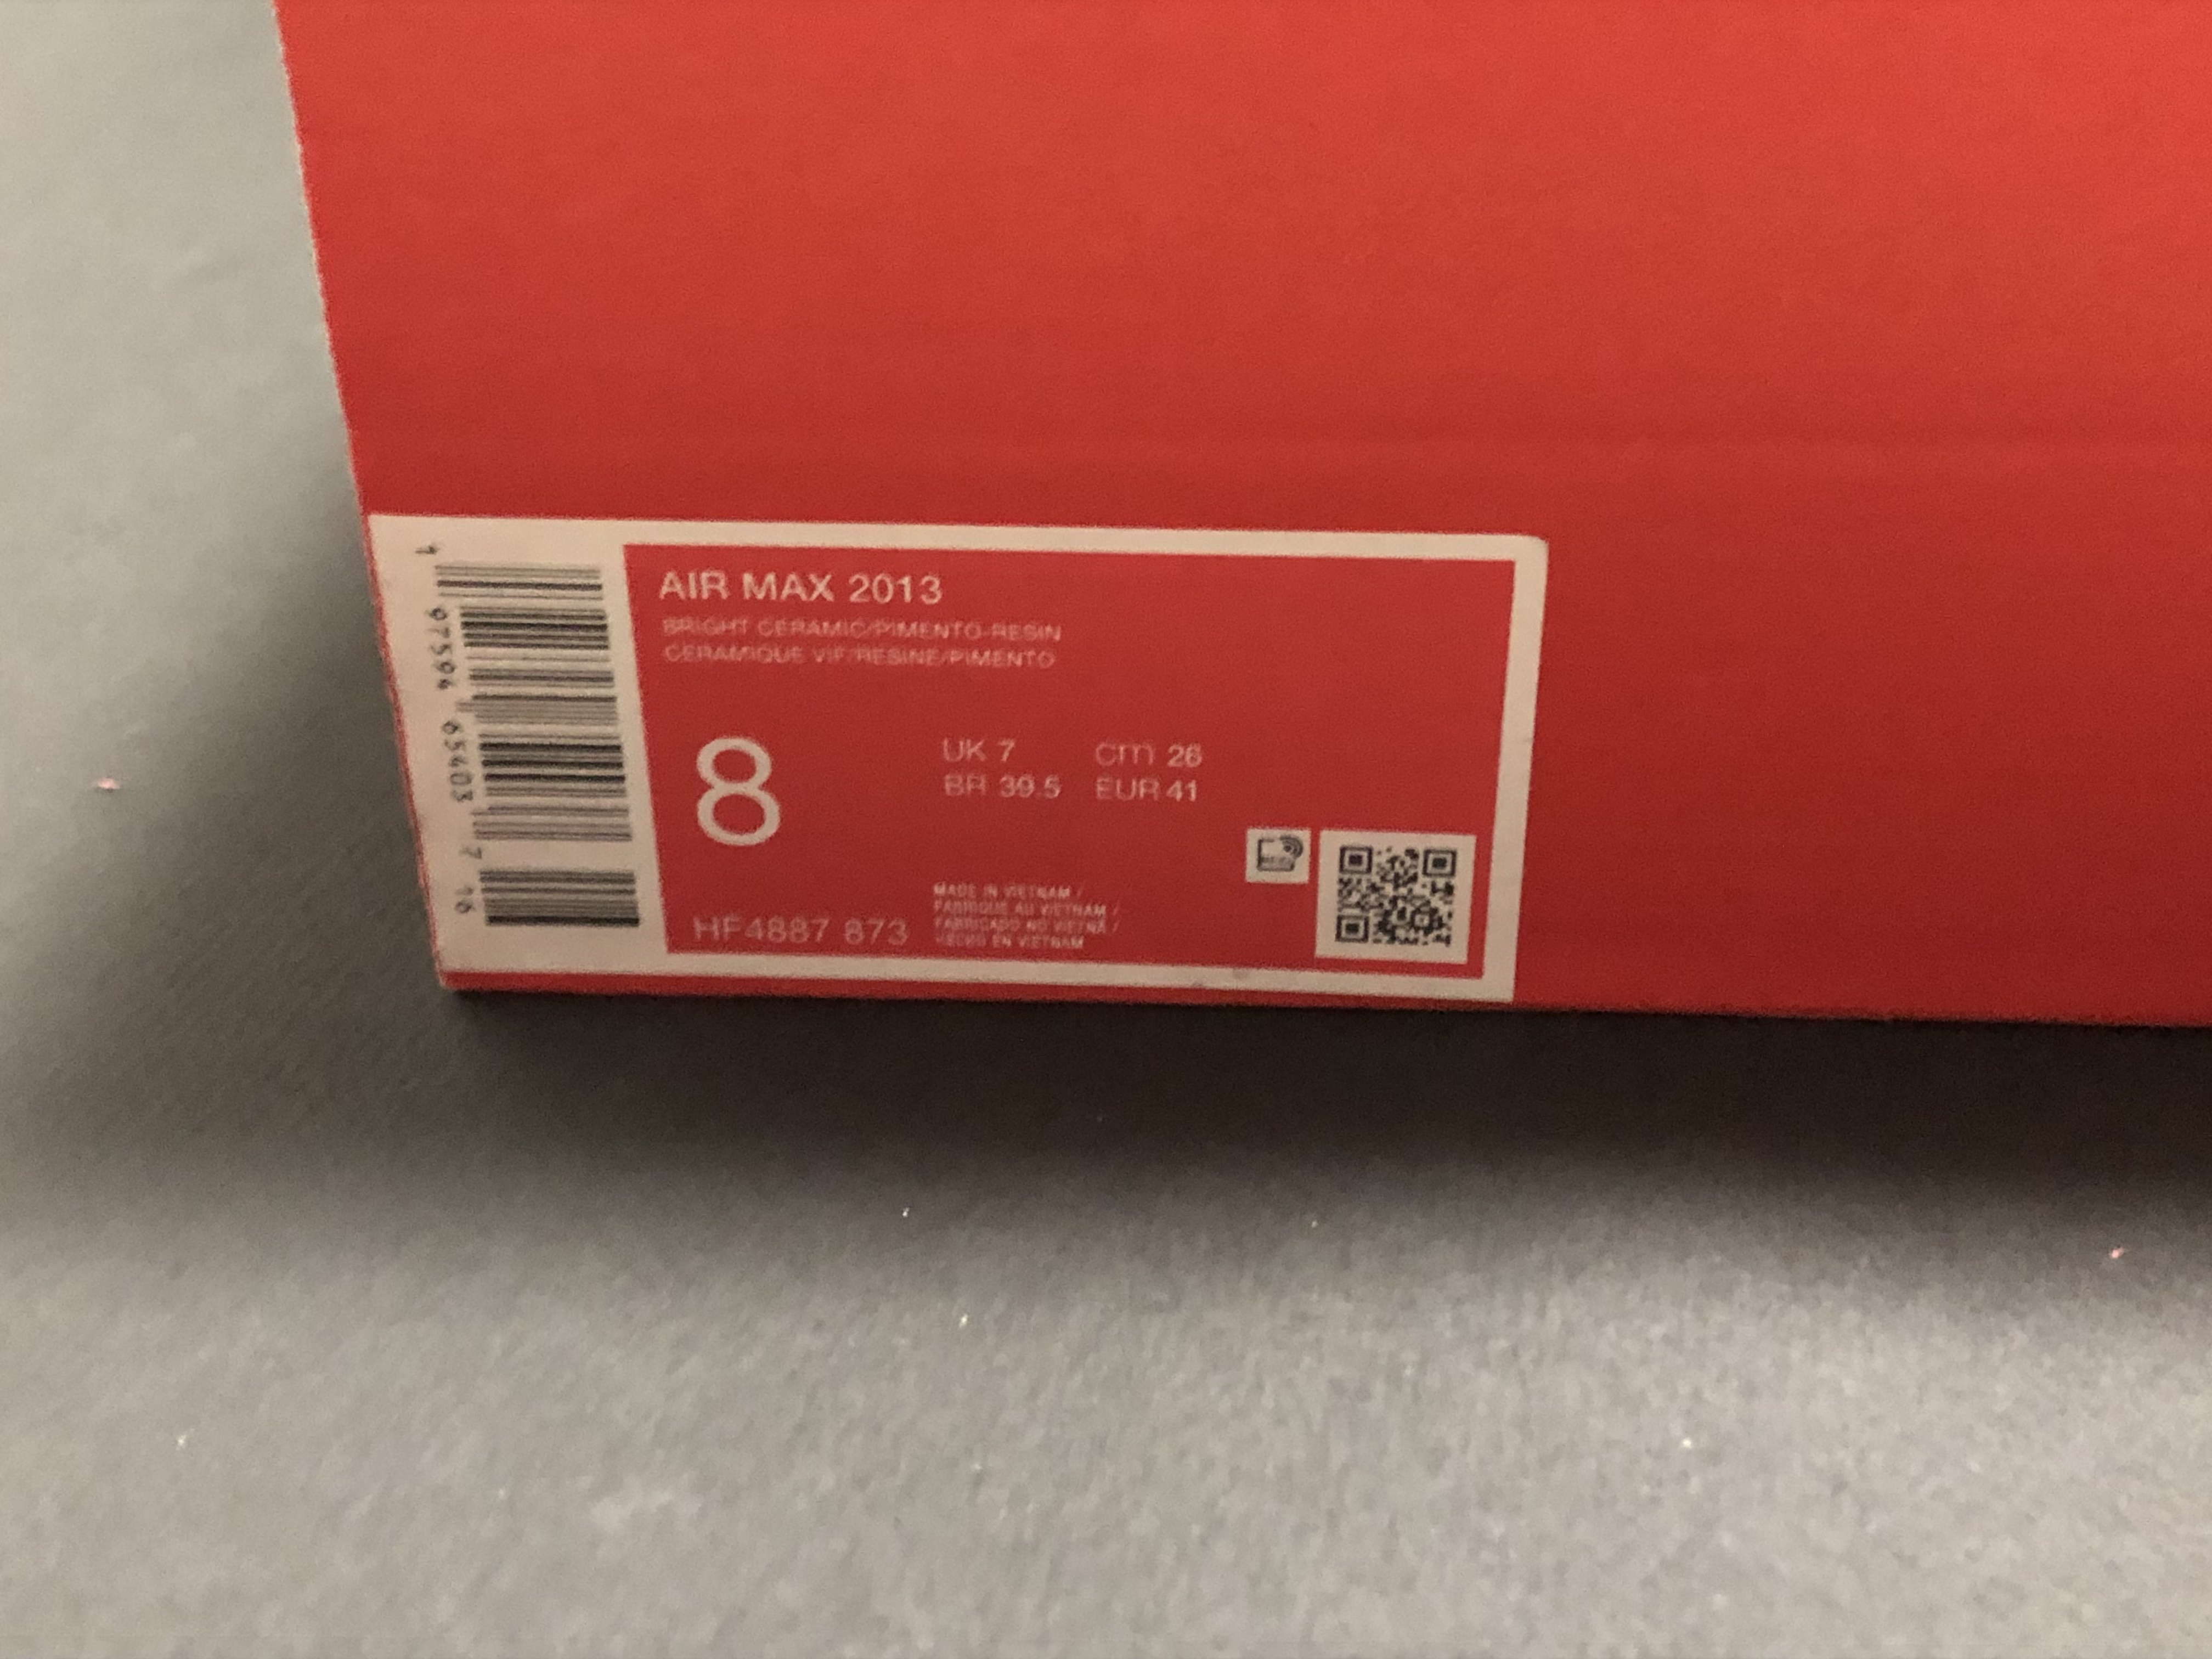 AIR MAX 2013
BRIGHT CERAMIC/PIMENTO-RESIN
CERAMIQUE VIF/RESINE/PIMENTO
8
UK 7 CM 26
BR 39.5 EUR 41
HF4887 873
MADE IN VIETNAM /
FABRIQUE AU VIETNAM /
FABRICADO NO VIETNÃ /
HECHO EN VIETNAM
1 97594 65403 7 16